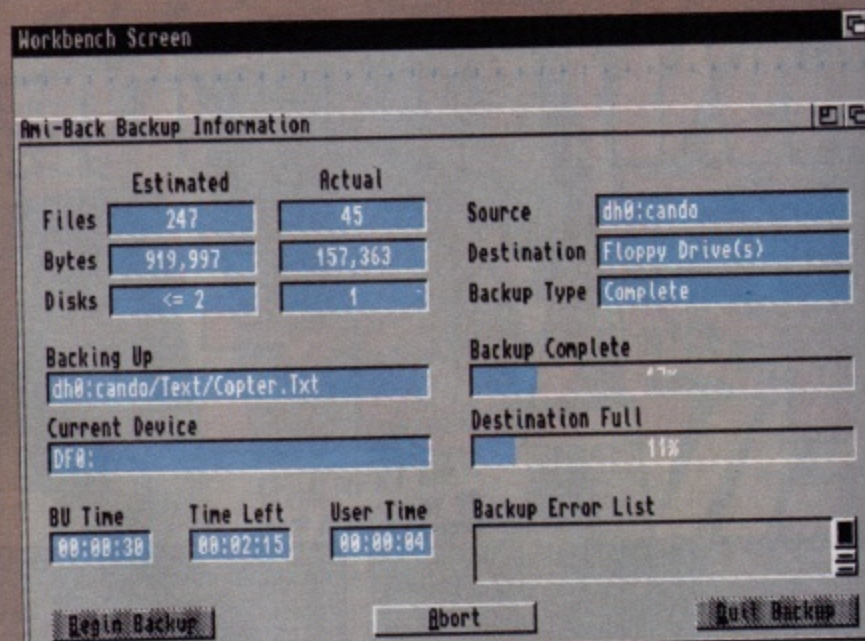 Workbench Screen
Ami-Back Backup Information
Estimated Actual
Files 247 45
Bytes 919,997 157,363
Disks <= 2 1
Source dh0:cando
Destination Floppy Drive(s)
Backup Type Complete
Backing Up
dh0:cando/Text/Copter.Txt
Current Device
DF0:
Backup Complete
Destination Full
11%
BU Time Time Left User Time
00:00:30 00:02:15 00:00:04
Backup Error List
Begin Backup Abort Quit Backup